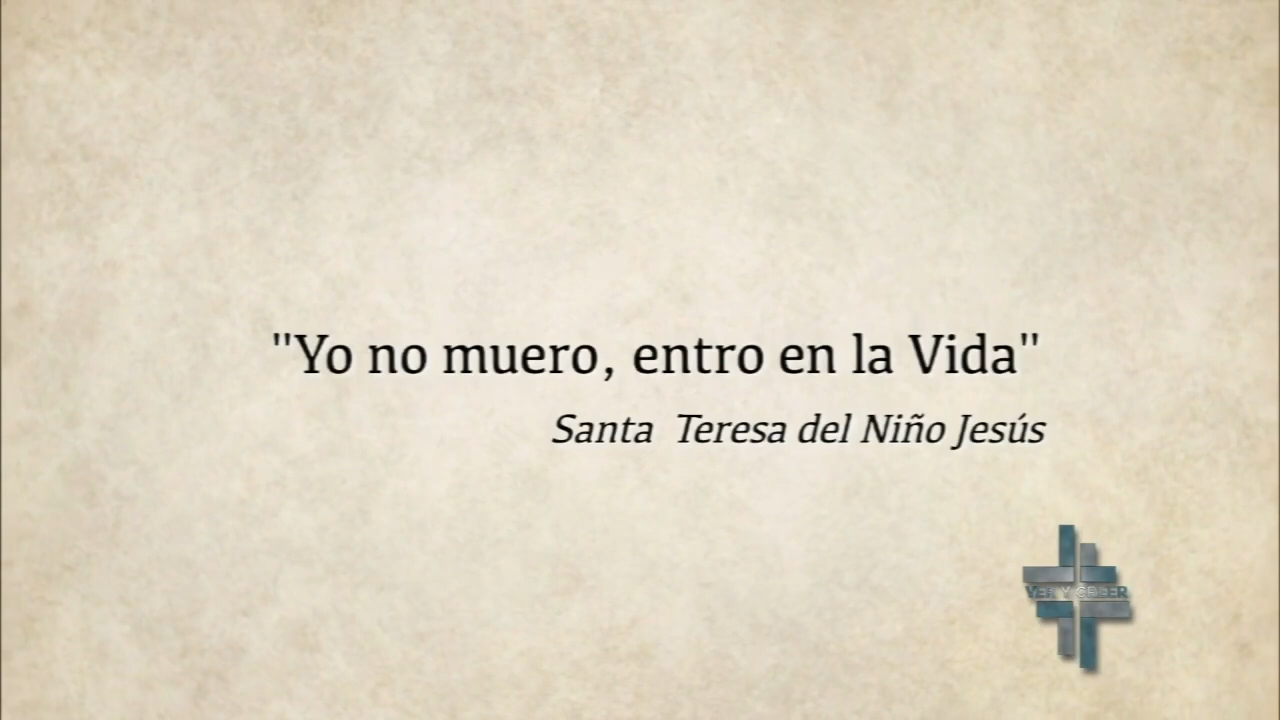 "Yo no muero, entro en la Vida"
Santa Teresa del Niño Jesús
VER Y CREER